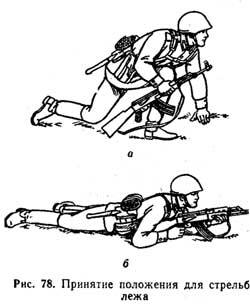 а
б
Рис. 78. Принятие положения для стрельб
лежа